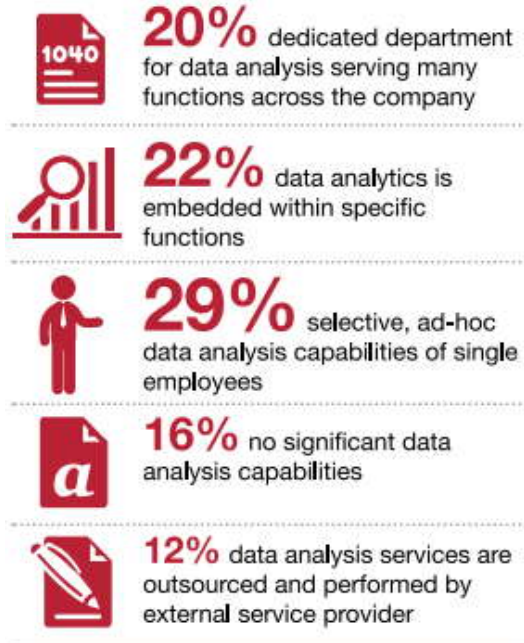 1040
20% dedicated department
for data analysis serving many
functions across the company
22% data analytics is
embedded within specific
functions
29% selective, ad-hoc
data analysis capabilities of single
employees
a
16% no significant data
analysis capabilities
12% data analysis services are
outsourced and performed by
external service provider